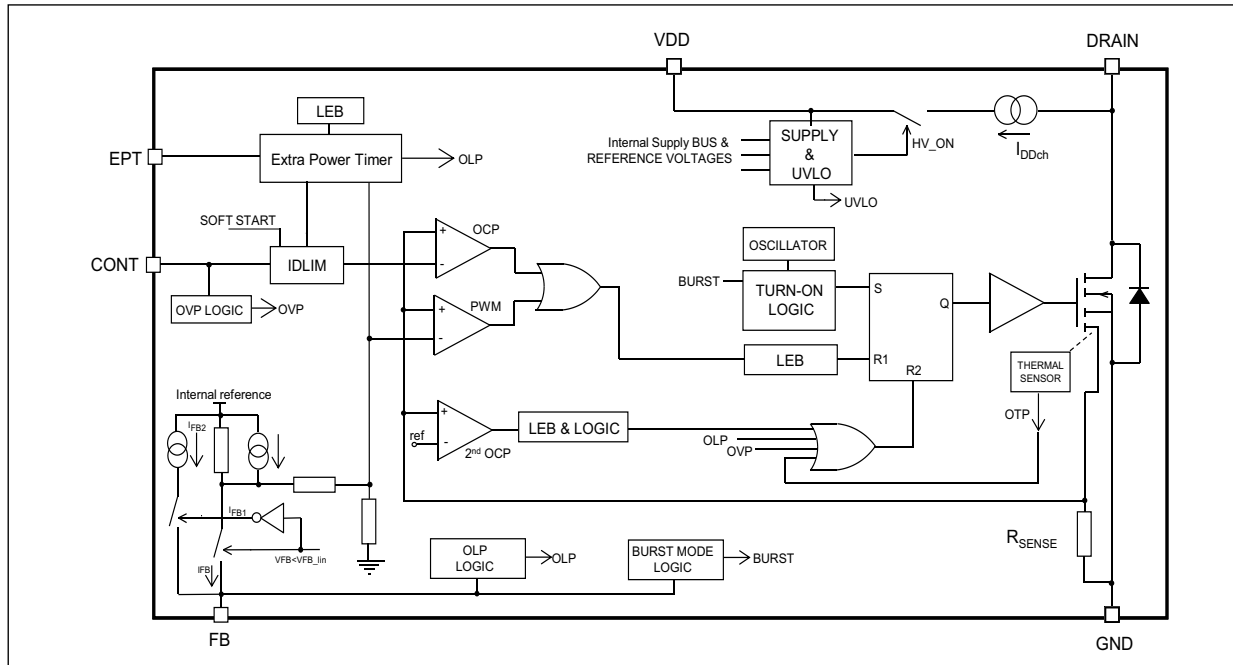 VDD
DRAIN
LEB
EPT
Extra Power Timer
OLP
Internal Supply BUS &
REFERENCE VOLTAGES
SUPPLY
&
UVLO
HV_ON
IDDch
UVLO
SOFT START
CONT
IDLIM
OCP
OVP LOGIC
OVP
PWM
BURST
OSCILLATOR
TURN-ON
LOGIC
S
Q
R1
R2
LEB
THERMAL
SENSOR
OTP
Internal reference
IFB2
ref
2nd OCP
LEB & LOGIC
OLP
OVP
IFB1
VFB<VFB_lin
IFB
OLP
LOGIC
OLP
BURST MODE
LOGIC
BURST
RSENSE
FB
GND
+
-
+
-
+
-